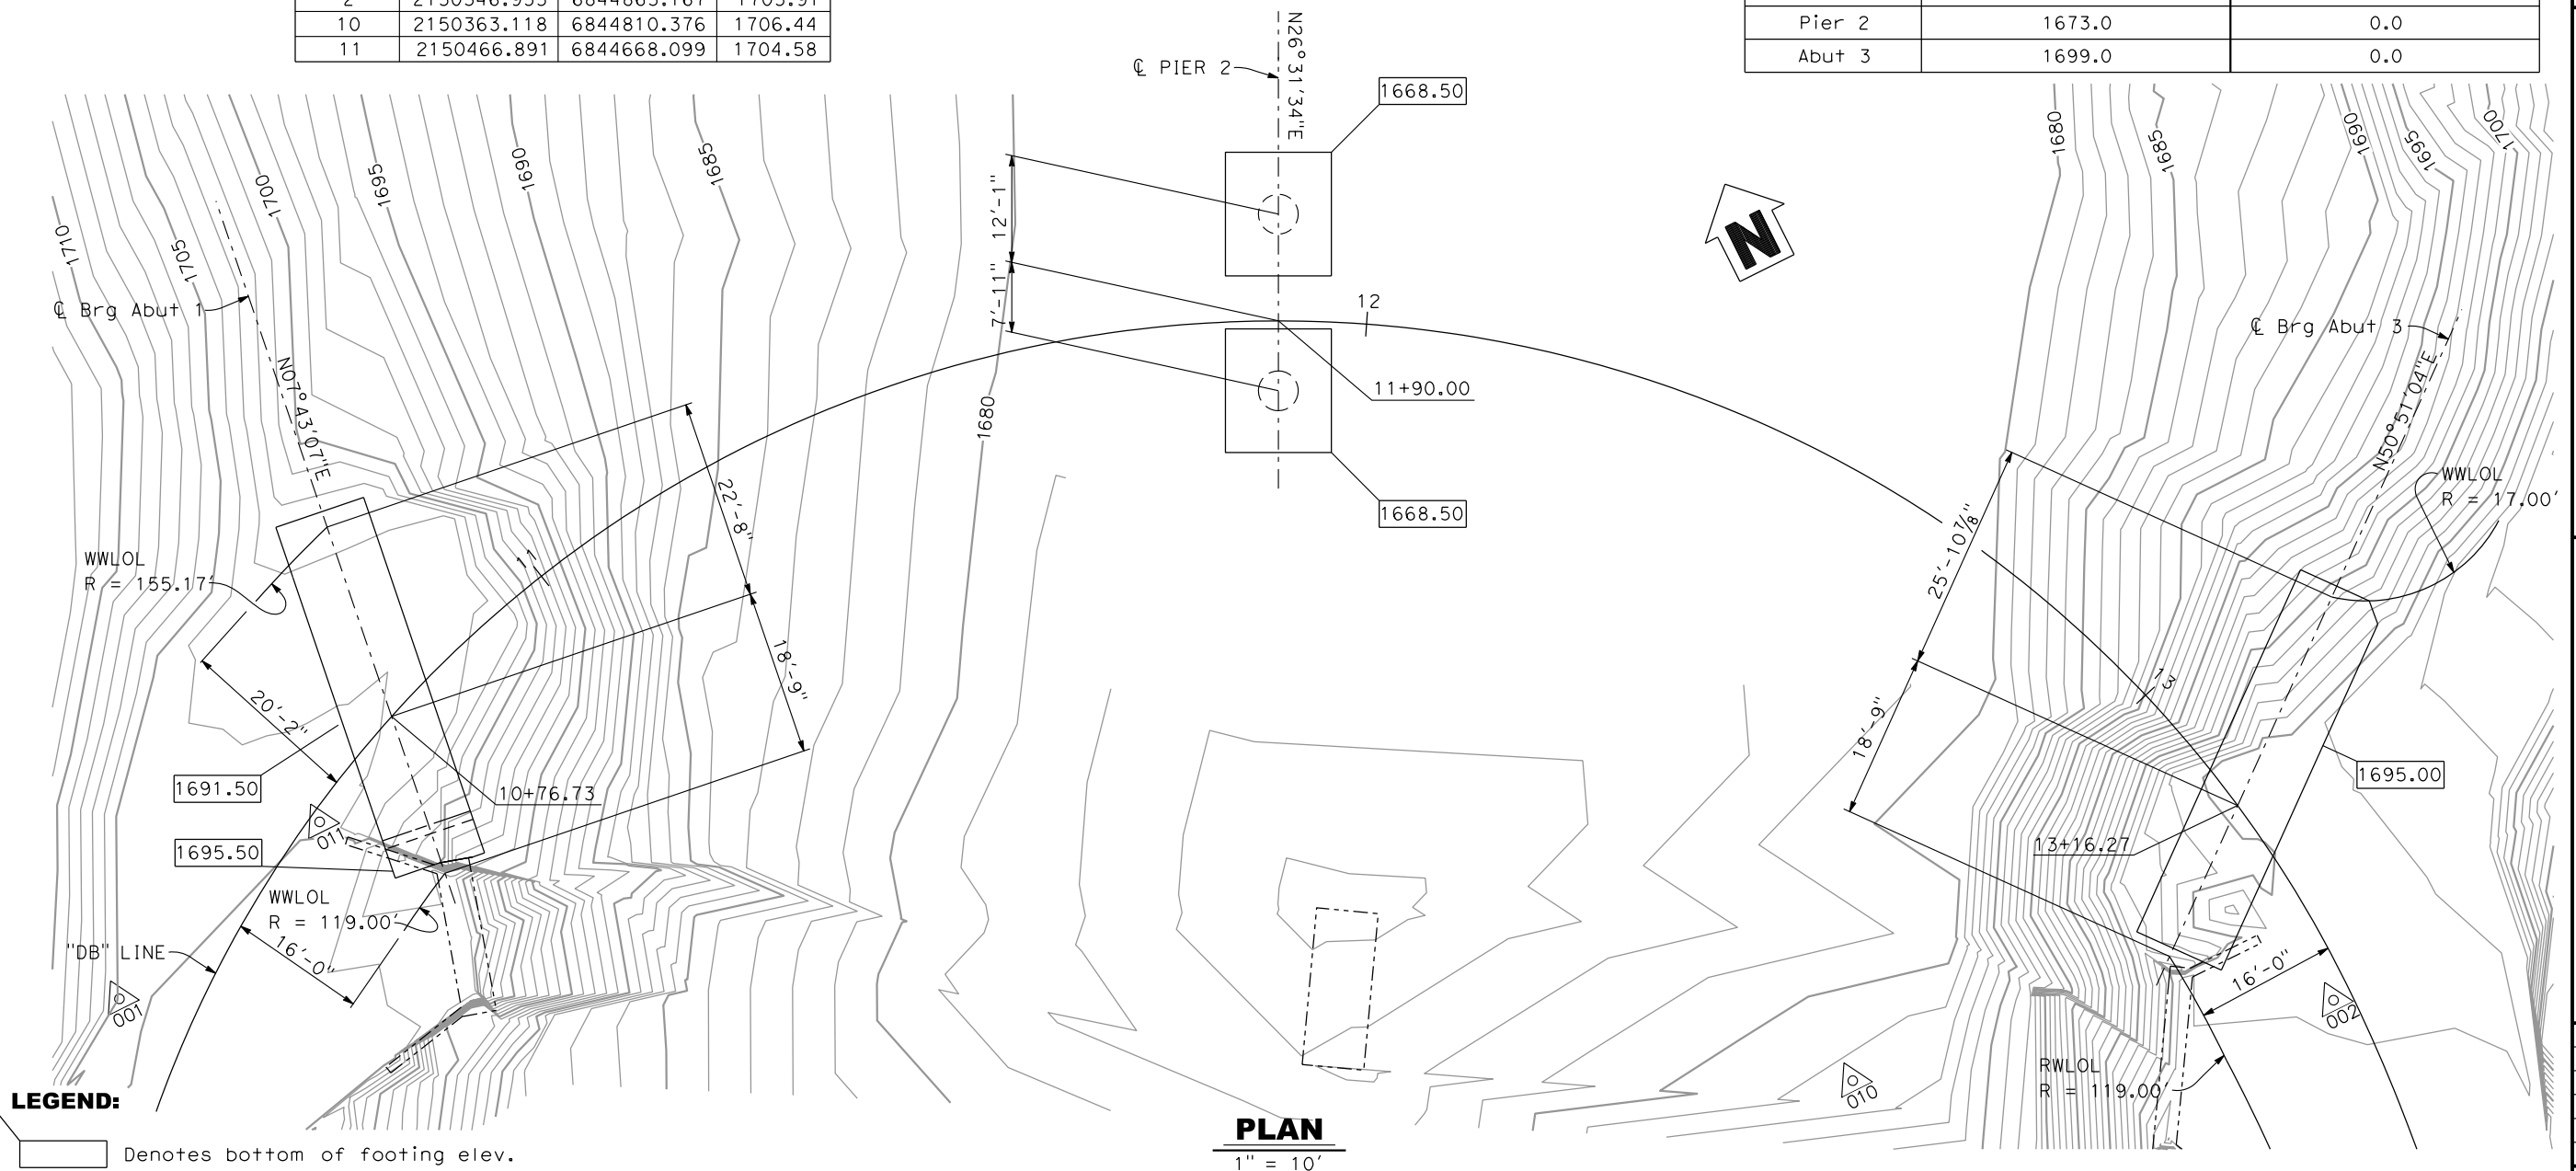 10 2150363.118 6844810.376 1706.44
11 2150466.891 6844668.099 1704.58
Pier 2 1673.0 0.0
Abut 3 1699.0 0.0
℄ PIER 2
N26°31'34"E
1668.50
12'-1"
7'-11"
12
11+90.00
1668.50
1710
1705
1700
1695
1690
1685
1680
1680
1685
1690
1695
1700
N
℄ Brg Abut 1
N07°43'07"E
℄ Brg Abut 3
N50°51'04"E
WWLOL
R = 17.00'
22'-8"
18'-9"
11
WWLOL
R = 155.17'
20'-2"
1691.50
10+76.73
011
1695.50
WWLOL
R = 119.00'
16'-0"
"DB" LINE
001
25'-10⅞"
18'-9"
13
1695.00
13+16.27
16'-0"
002
010
RWLOL
R = 119.00'
LEGEND:
Denotes bottom of footing elev.
PLAN
1" = 10'